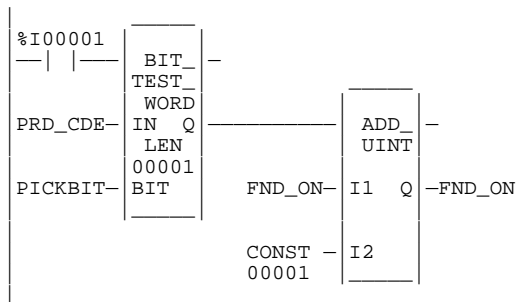 %I00001
BIT_
TEST_
WORD
PRD_CDE IN Q ADD_
LEN UINT
00001
PICKBIT BIT FND_ON I1 Q FND_ON
CONST I2
00001